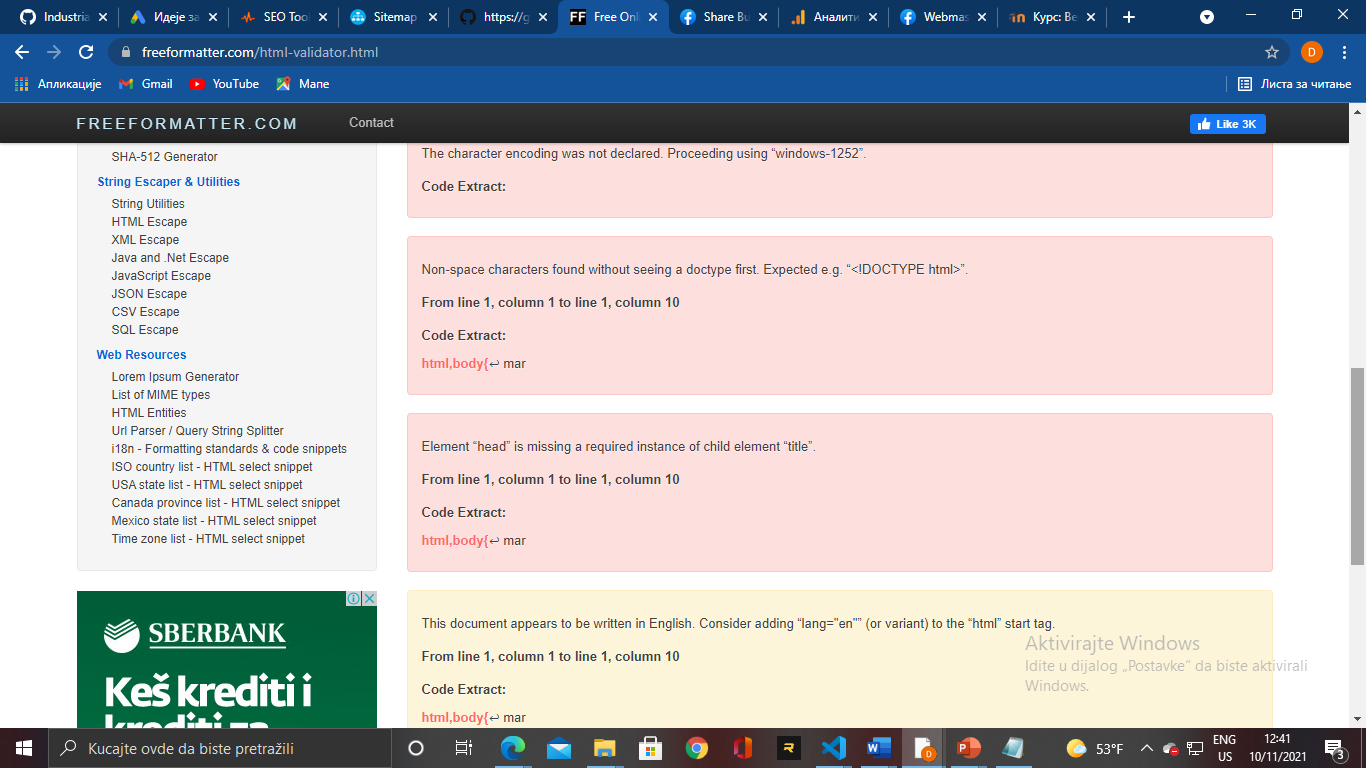 Industria
Идеје за
SEO Tool
Sitemap
https://g
Free Onl
Share Bu
Аналити
Webmas
Курс: Ве
freeformatter.com/html-validator.html
D
Апликације
Gmail
YouTube
Мапе
Листа за читање
FREEFORMATTER.COM
Contact
Like 3K
SHA-512 Generator
String Escaper & Utilities
String Utilities
HTML Escape
XML Escape
Java and .Net Escape
JavaScript Escape
JSON Escape
CSV Escape
SQL Escape
Web Resources
Lorem Ipsum Generator
List of MIME types
HTML Entities
Url Parser / Query String Splitter
i18n - Formatting standards & code snippets
ISO country list - HTML select snippet
USA state list - HTML select snippet
Canada province list - HTML select snippet
Mexico state list - HTML select snippet
Time zone list - HTML select snippet
SBERBANK
Keš krediti i
krediti za
The character encoding was not declared. Proceeding using “windows-1252”.
Code Extract:
Non-space characters found without seeing a doctype first. Expected e.g. “<!DOCTYPE html>”.
From line 1, column 1 to line 1, column 10
Code Extract:
html,body{↩ mar
Element “head” is missing a required instance of child element “title”.
From line 1, column 1 to line 1, column 10
Code Extract:
html,body{↩ mar
This document appears to be written in English. Consider adding “lang="en"” (or variant) to the “html” start tag.
From line 1, column 1 to line 1, column 10
Code Extract:
html,body{↩ mar
Aktivirajte Windows
Idite u dijalog „Postavke“ da biste aktivirali
Windows.
Kucajte ovde da biste pretražili
53°F
ENG
US
12:41
10/11/2021
3